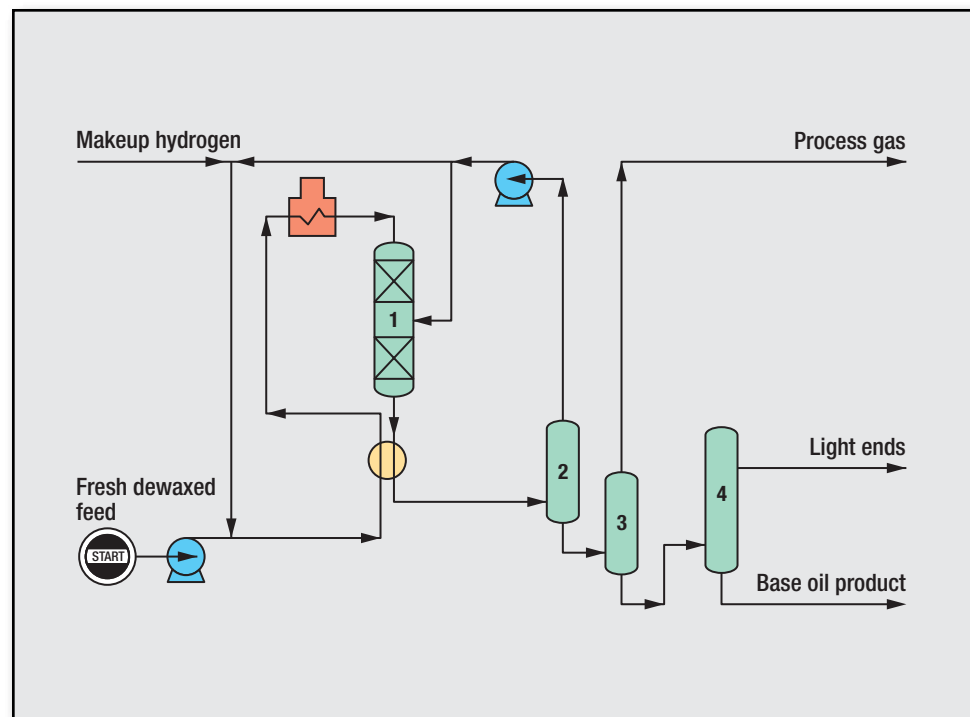 Makeup hydrogen
Process gas
1
Light ends
2
4
3
Fresh dewaxed
feed
START
Base oil product